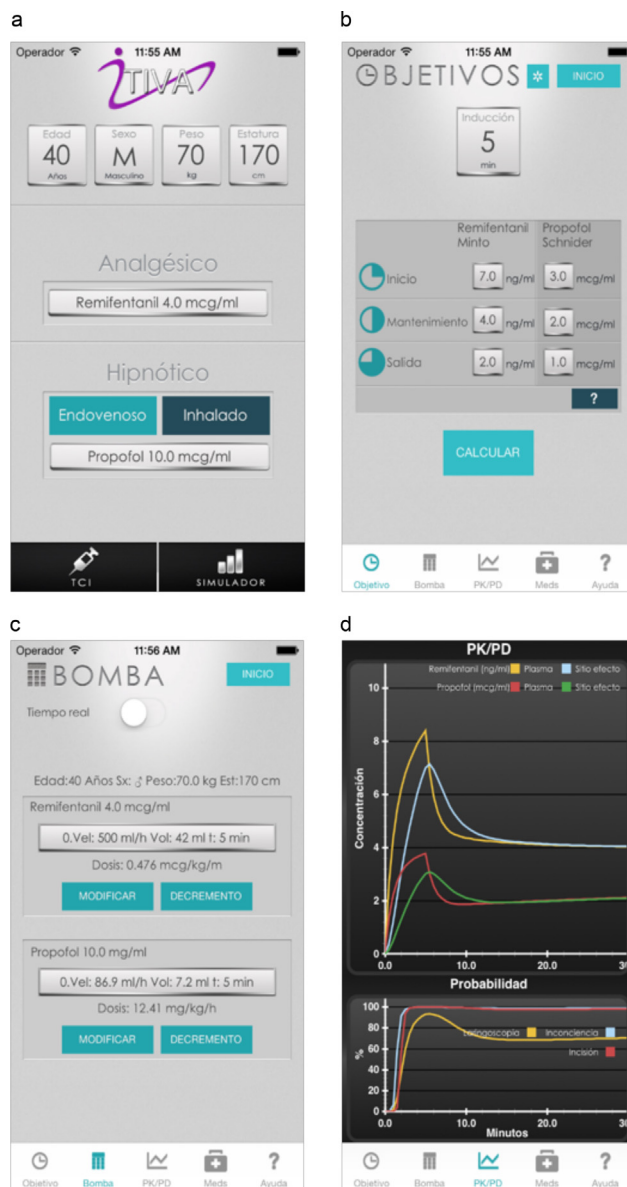 a
Operador 11:55 AM
iTIVA
Edad Sexo Peso Estatura
40 M 70 170
Años Masculino kg cm
Analgésico
Remifentanil 4.0 mcg/ml
Hipnótico
Endovenoso Inhalado
Propofol 10.0 mcg/ml
TCI SIMULADOR
b
Operador 11:55 AM
OBJETIVOS * INICIO
Inducción
5
min
Remifentanil Propofol
Minto Schnider
Inicio 7.0 ng/ml 3.0 mcg/ml
Mantenimiento 4.0 ng/ml 2.0 mcg/ml
Salida 2.0 ng/ml 1.0 mcg/ml
?
CALCULAR
Objetivo Bomba PK/PD Meds Ayuda
c
Operador 11:56 AM
BOMBA INICIO
Tiempo real
Edad:40 Años Sx: ♂ Peso:70.0 kg Est:170 cm
Remifentanil 4.0 mcg/ml
0.Vel: 500 ml/h Vol: 42 ml t: 5 min
Dosis: 0.476 mcg/kg/m
MODIFICAR DECREMENTO
Propofol 10.0 mg/ml
0.Vel: 86.9 ml/h Vol: 7.2 ml t: 5 min
Dosis: 12.41 mg/kg/h
MODIFICAR DECREMENTO
Objetivo Bomba PK/PD Meds Ayuda
d
PK/PD
Remifentanil (ng/ml) Plasma Sitio efecto
Propofol (mcg/ml) Plasma Sitio efecto
Concentración
10
8
6
4
2
0
0.0 10.0 20.0 30
Probabilidad
Laringoscopia Inconciencia
Incisión
%
100
80
60
40
20
0
0.0 10.0 20.0 30
Minutos
Objetivo Bomba PK/PD Meds Ayuda